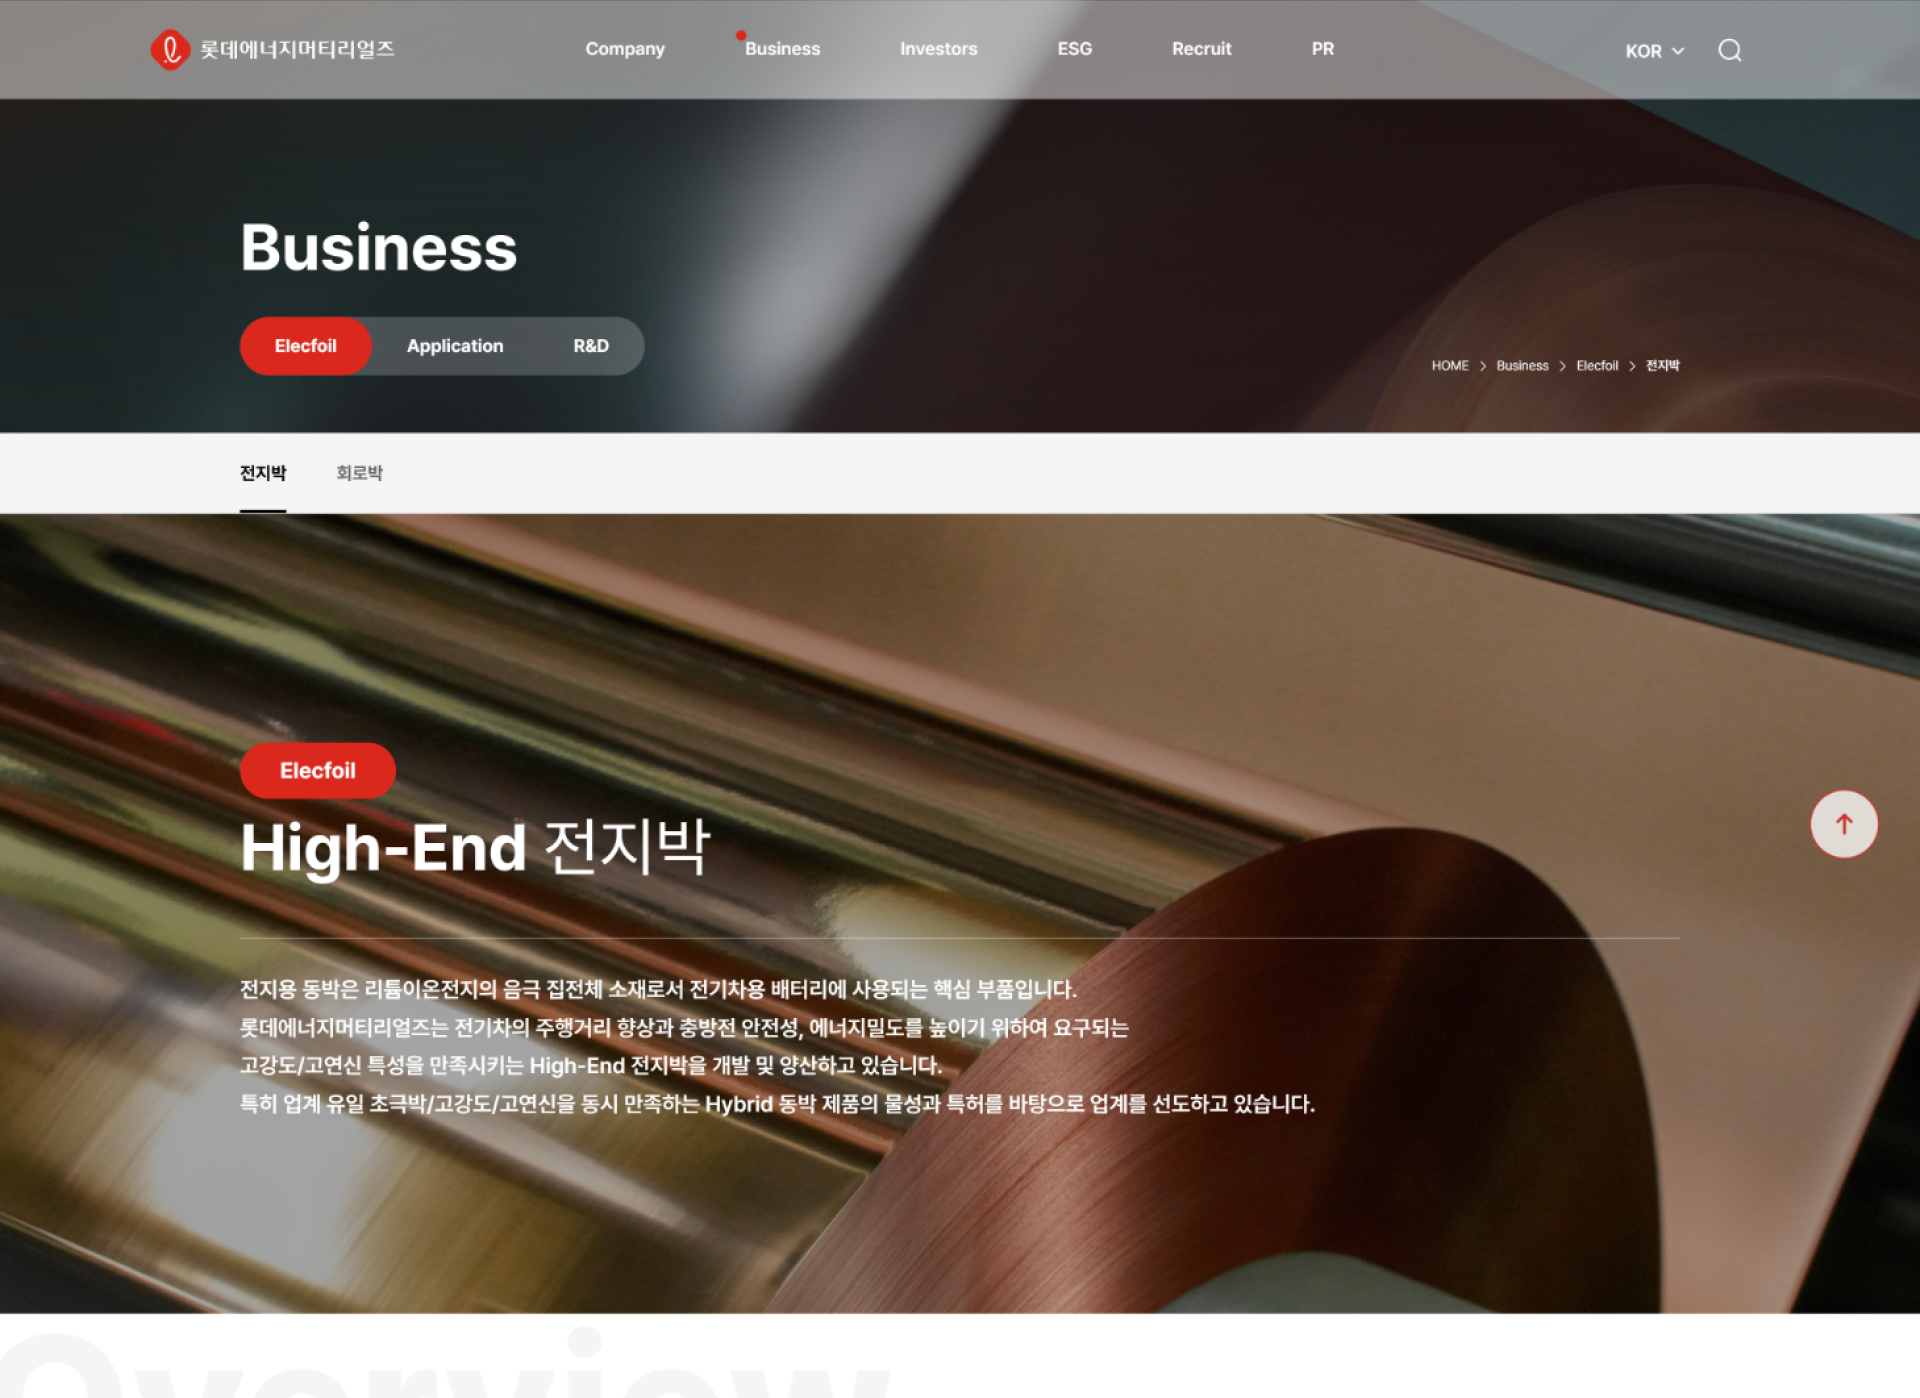 롯데에너지머티리얼즈
Company Business Investors ESG Recruit PR
KOR
Business
Elecfoil Application R&D
HOME > Business > Elecfoil > 전지박
전지박 회로박
Elecfoil
High-End 전지박
전지용 동박은 리튬이온전지의 음극 집전체 소재로서 전기차용 배터리에 사용되는 핵심 부품입니다.
롯데에너지머티리얼즈는 전기차의 주행거리 향상과 충방전 안전성, 에너지밀도를 높이기 위하여 요구되는
고강도/고연신 특성을 만족시키는 High-End 전지박을 개발 및 양산하고 있습니다.
특히 업계 유일 초극박/고강도/고연신을 동시 만족하는 Hybrid 동박 제품의 물성과 특허를 바탕으로 업계를 선도하고 있습니다.
Overview